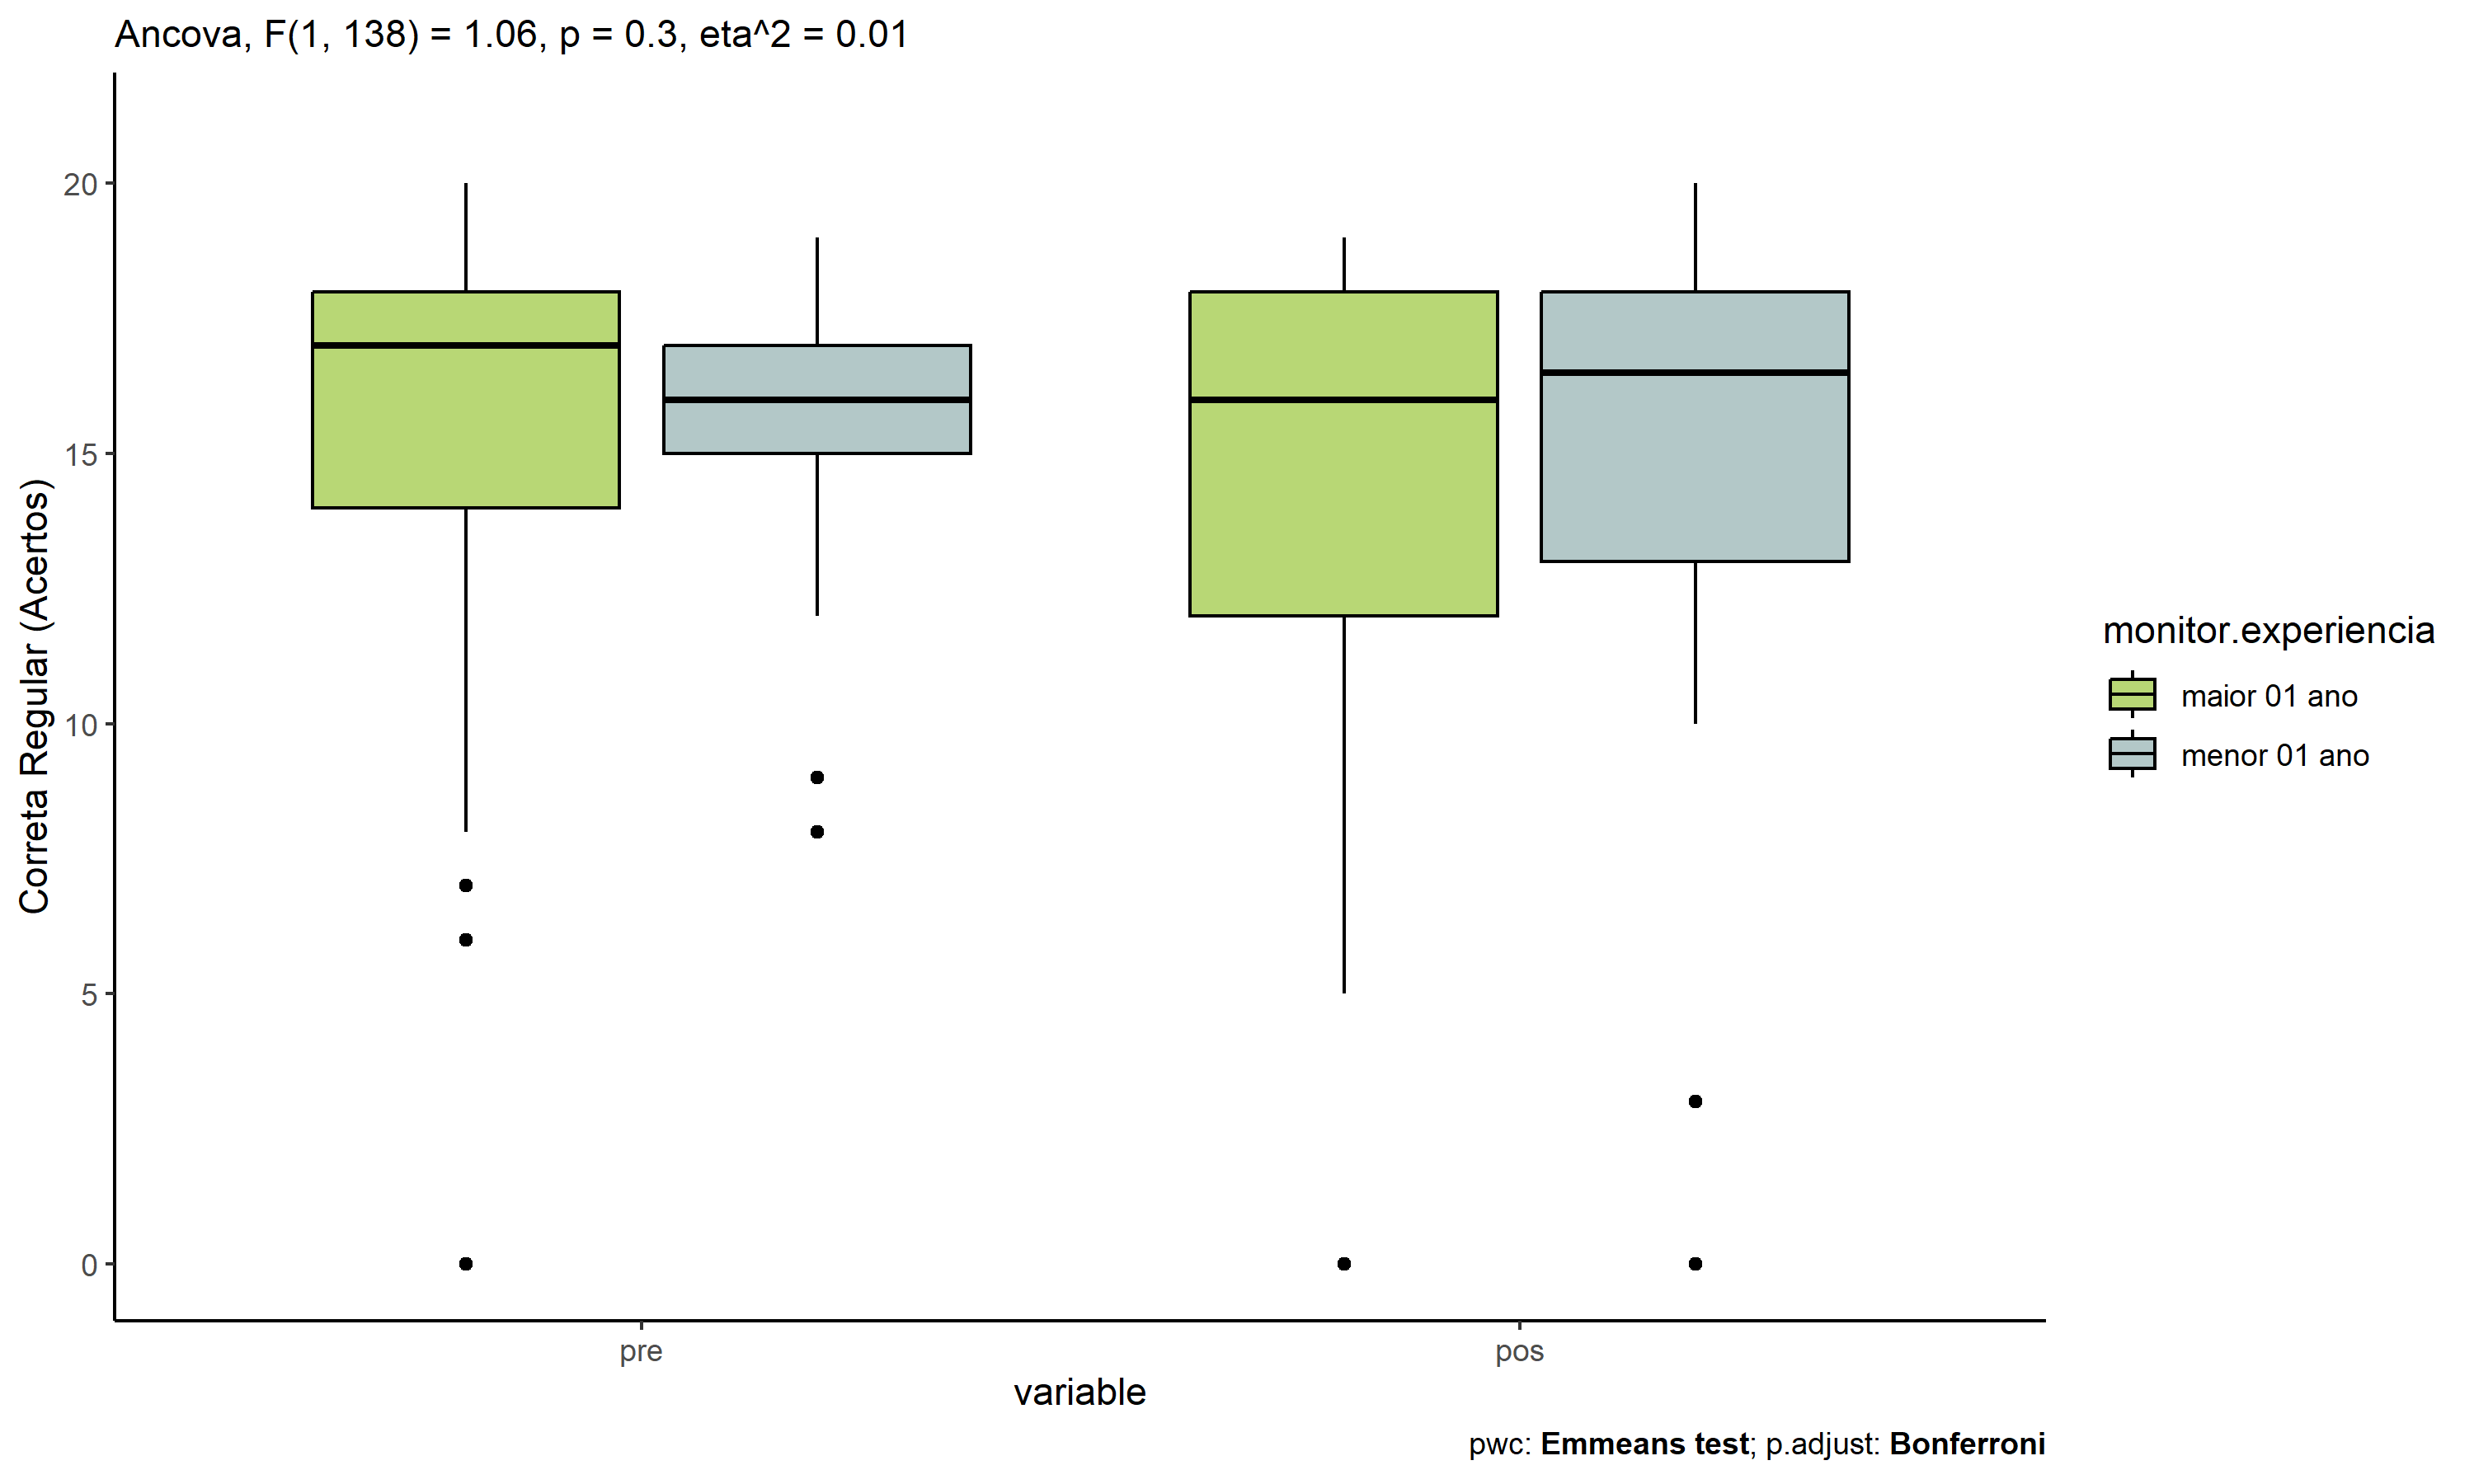 Ancova, F(1, 138) = 1.06, p = 0.3, eta^2 = 0.01
Correta Regular (Acertos)
20
15
10
5
0
pre
pos
variable
monitor.experiencia
maior 01 ano
menor 01 ano
pwc: Emmeans test; p.adjust: Bonferroni